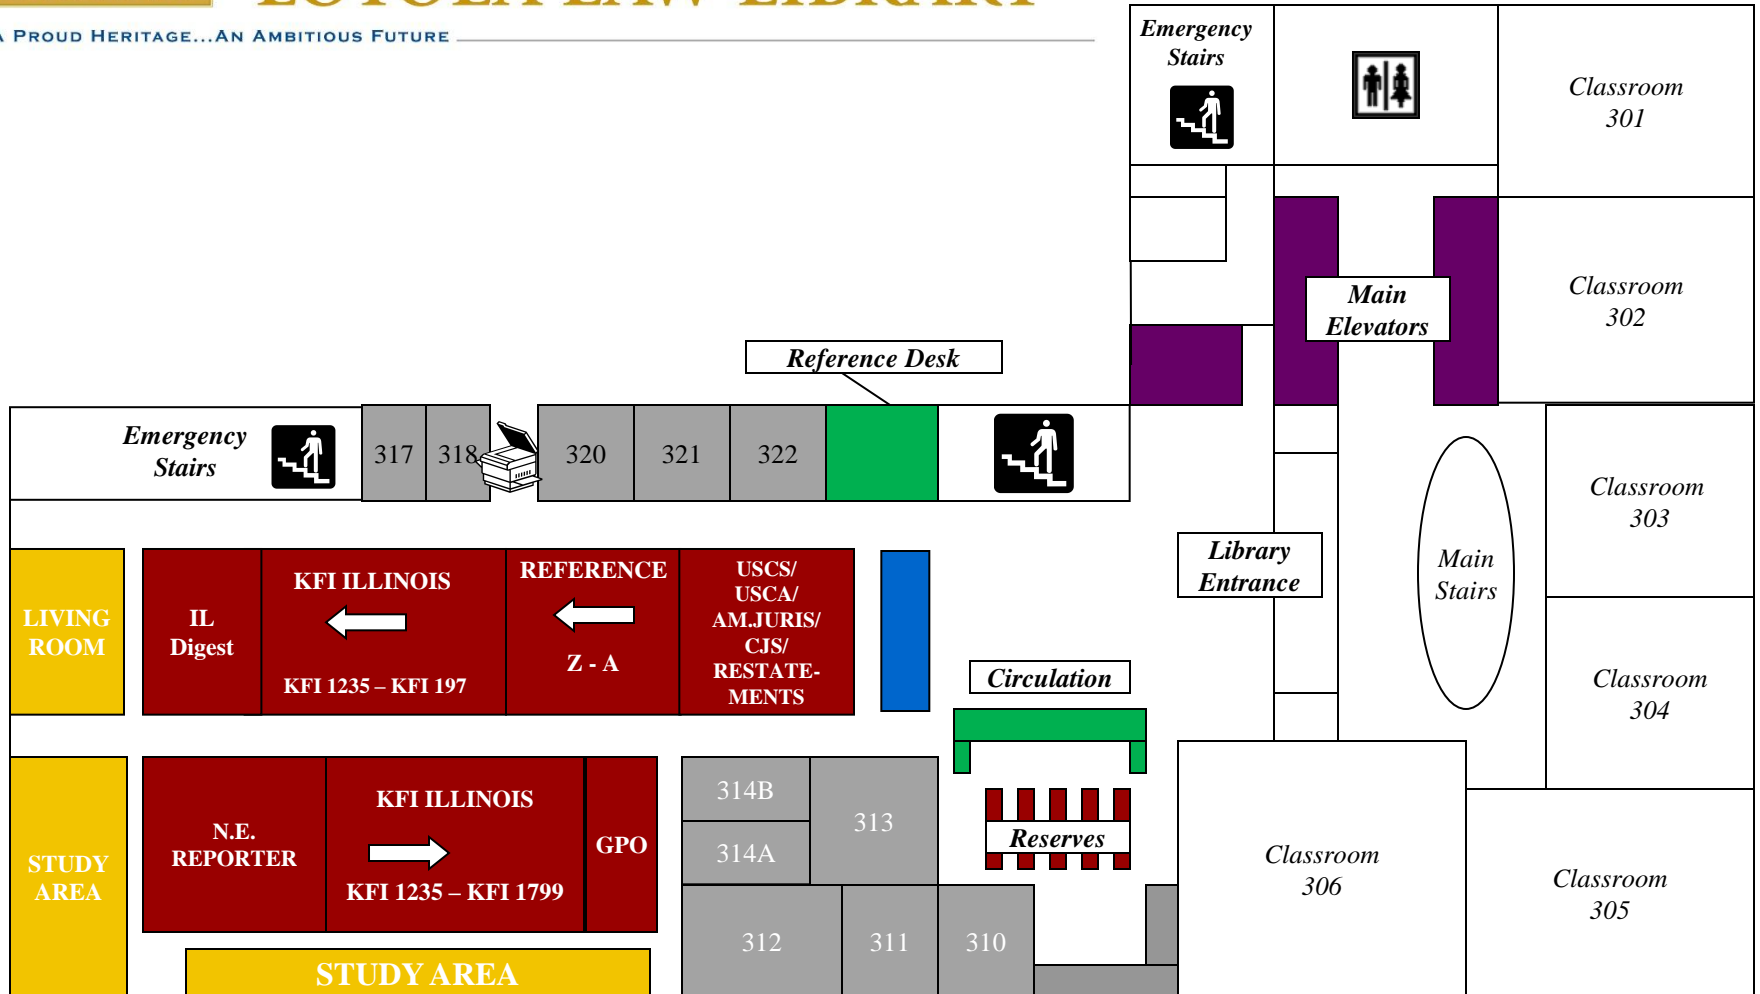 LOYOLA LAW LIBRARY
A PROUD HERITAGE...AN AMBITIOUS FUTURE
Emergency
Stairs
Classroom
301
Main
Elevators
Classroom
302
Reference Desk
Emergency
Stairs
317
318
320
321
322
Classroom
303
Library
Entrance
Main
Stairs
LIVING
ROOM
IL
Digest
KFI ILLINOIS
KFI 1235 – KFI 197
REFERENCE
Z - A
USCS/
USCA/
AM.JURIS/
CJS/
RESTATE-
MENTS
Circulation
Classroom
304
STUDY
AREA
N.E.
REPORTER
KFI ILLINOIS
KFI 1235 – KFI 1799
GPO
314B
314A
313
Reserves
Classroom
306
Classroom
305
312
311
310
STUDY AREA